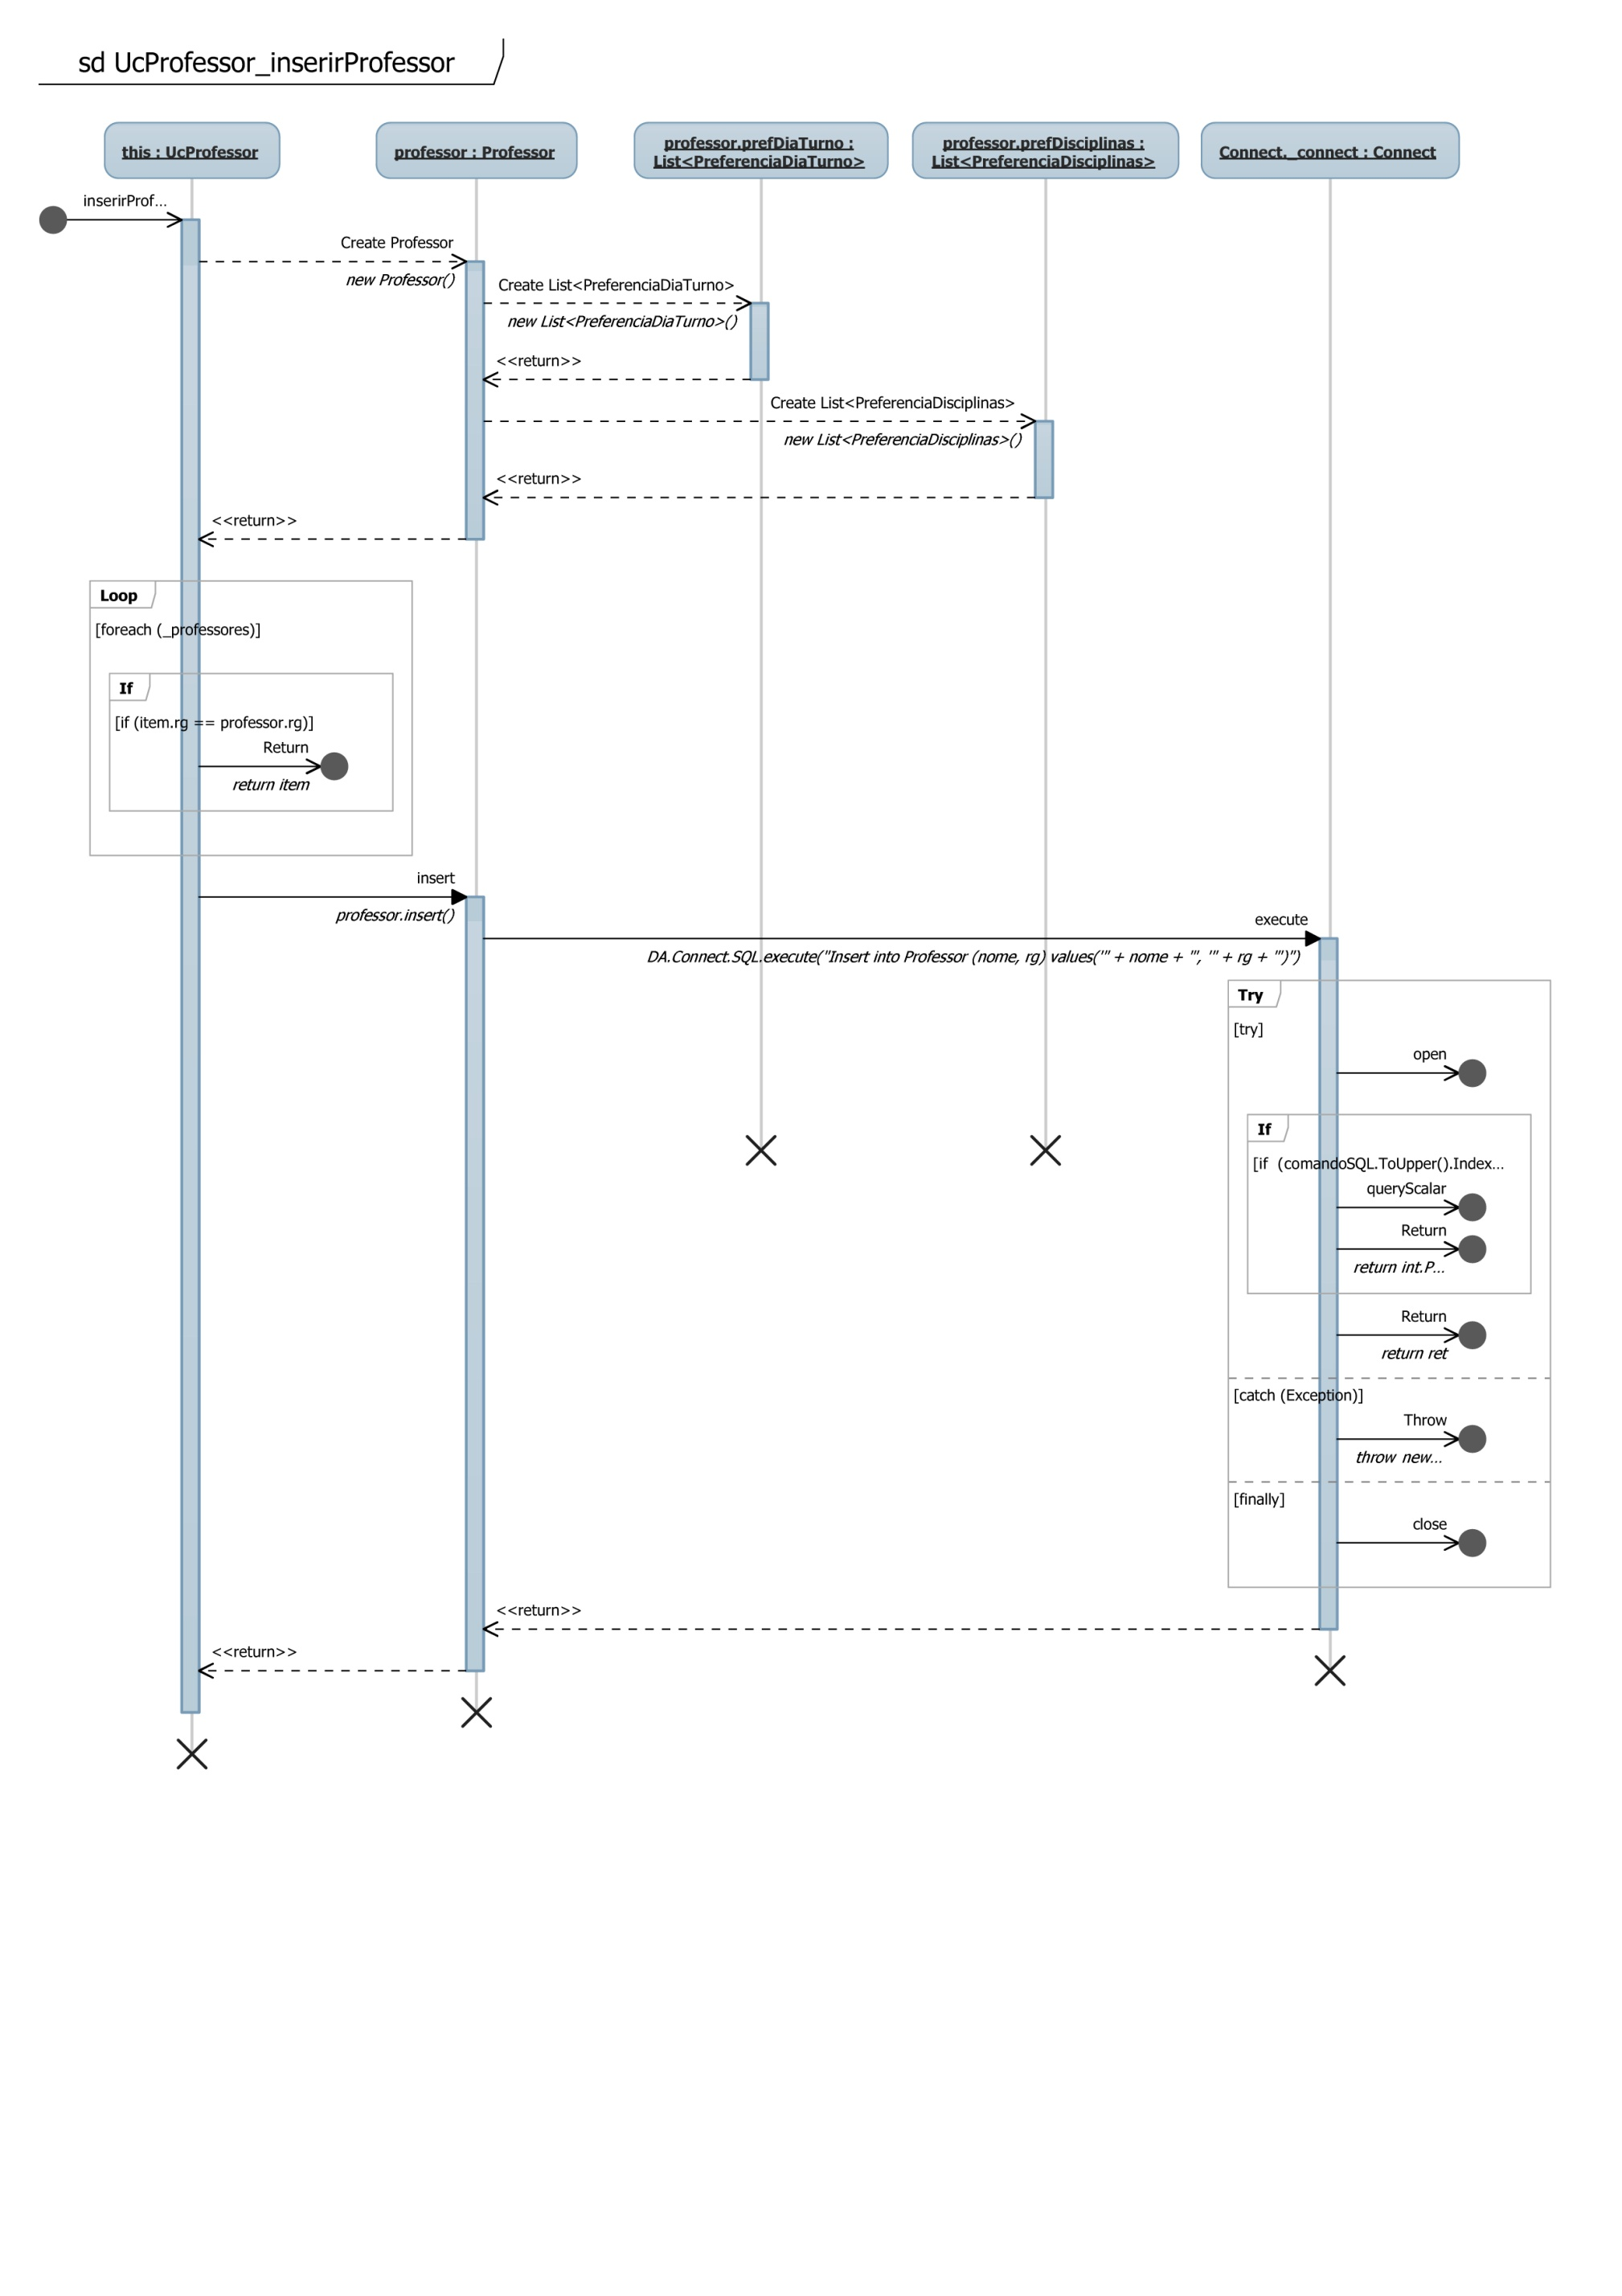 sd UcProfessor_inserirProfessor
this : UcProfessor
professor : Professor
professor.prefDiaTurno :
List<PreferenciaDiaTurno>
professor.prefDisciplinas :
List<PreferenciaDisciplinas>
Connect._connect : Connect
inserirProf...
Create Professor
new Professor()
Create List<PreferenciaDiaTurno>
new List<PreferenciaDiaTurno>()
<<return>>
Create List<PreferenciaDisciplinas>
new List<PreferenciaDisciplinas>()
<<return>>
<<return>>
Loop
[foreach (_professores)]
If
[if (item.rg == professor.rg)]
Return
return item
insert
professor.insert()
execute
DA.Connect.SQL.execute("Insert into Professor (nome, rg) values('" + nome + "', '" + rg + "')")
Try
[try]
open
If
[if  (comandoSQL.ToUpper().Index...
queryScalar
Return
return int.P...
Return
return ret
[catch (Exception)]
Throw
throw new...
[finally]
close
<<return>>
<<return>>